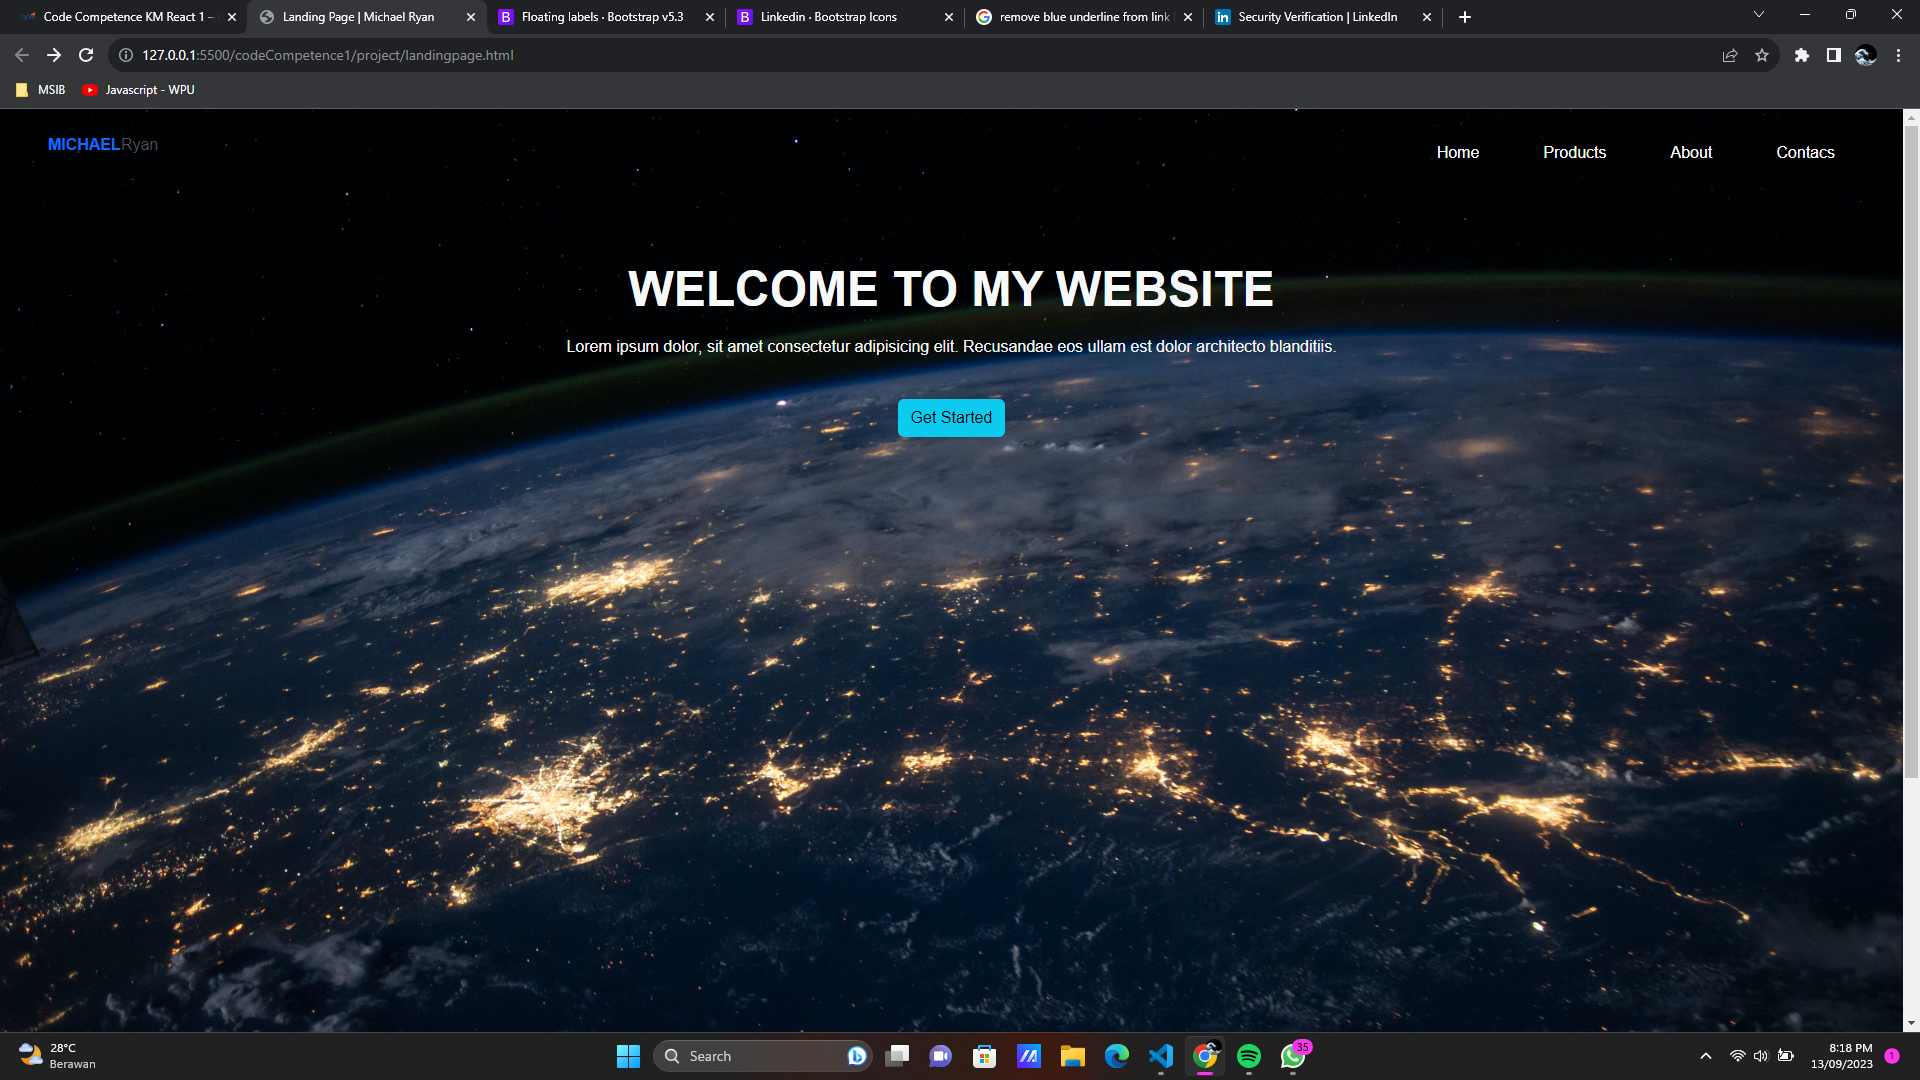 Code Competence KM React 1 –
Landing Page | Michael Ryan
Floating labels · Bootstrap v5.3
Linkedin · Bootstrap Icons
remove blue underline from link
Security Verification | LinkedIn
127.0.0.1:5500/codeCompetence1/project/landingpage.html
MSIB
Javascript - WPU
MICHAELRyan
Home
Products
About
Contacs
WELCOME TO MY WEBSITE
Lorem ipsum dolor, sit amet consectetur adipisicing elit. Recusandae eos ullam est dolor architecto blanditiis.
Get Started
28°C
Berawan
Search
35
8:18 PM
13/09/2023
1